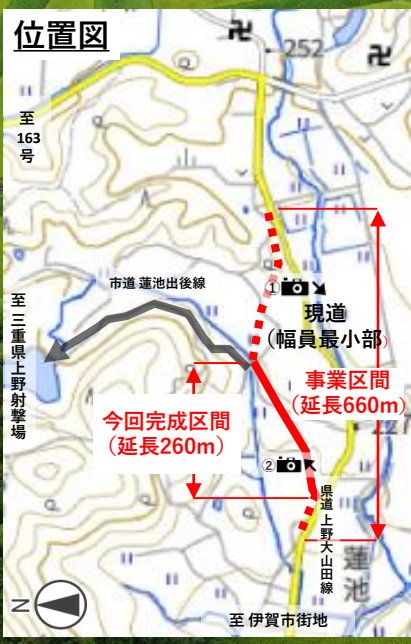 位置図
252
至
163
号
市道 蓮池出後線
①
現道
(幅員最小部)
至 三重県上野射撃場
事業区間
(延長660m)
今回完成区間
(延長260m)
②
県道 上野大山田線
蓮池
至 伊賀市街地
N